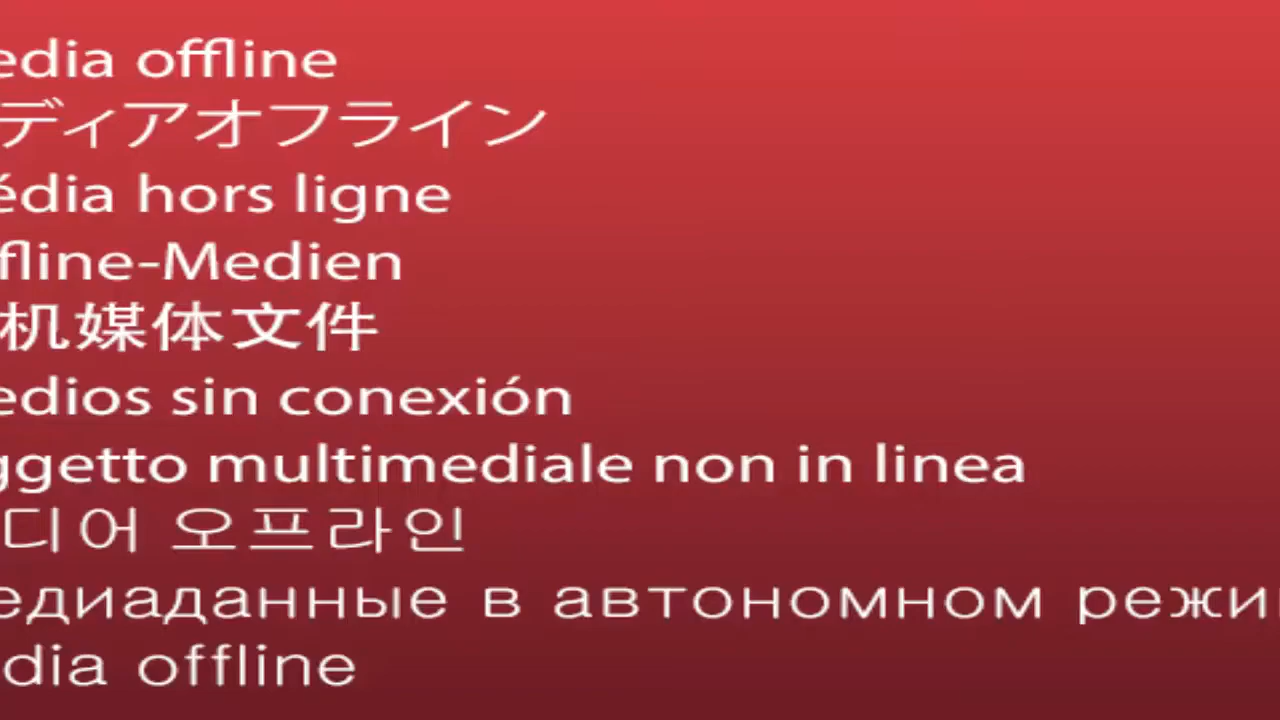 edia offline
ディアオフライン
édia hors ligne
fline-Medien
机媒体文件
edios sin conexión
ggetto multimediale non in linea
디어 오프라인
едиаданные в автономном режи
dia offline